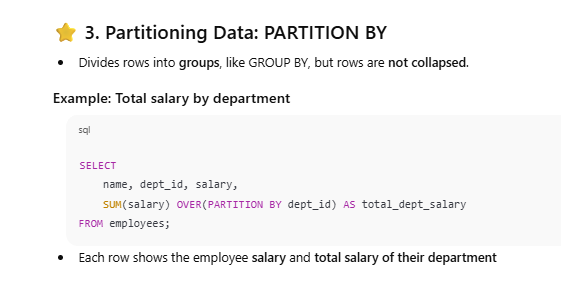 ⭐ 3. Partitioning Data: PARTITION BY
• Divides rows into groups, like GROUP BY, but rows are not collapsed.
Example: Total salary by department
sql
SELECT
    name, dept_id, salary,
    SUM(salary) OVER(PARTITION BY dept_id) AS total_dept_salary
FROM employees;
• Each row shows the employee salary and total salary of their department